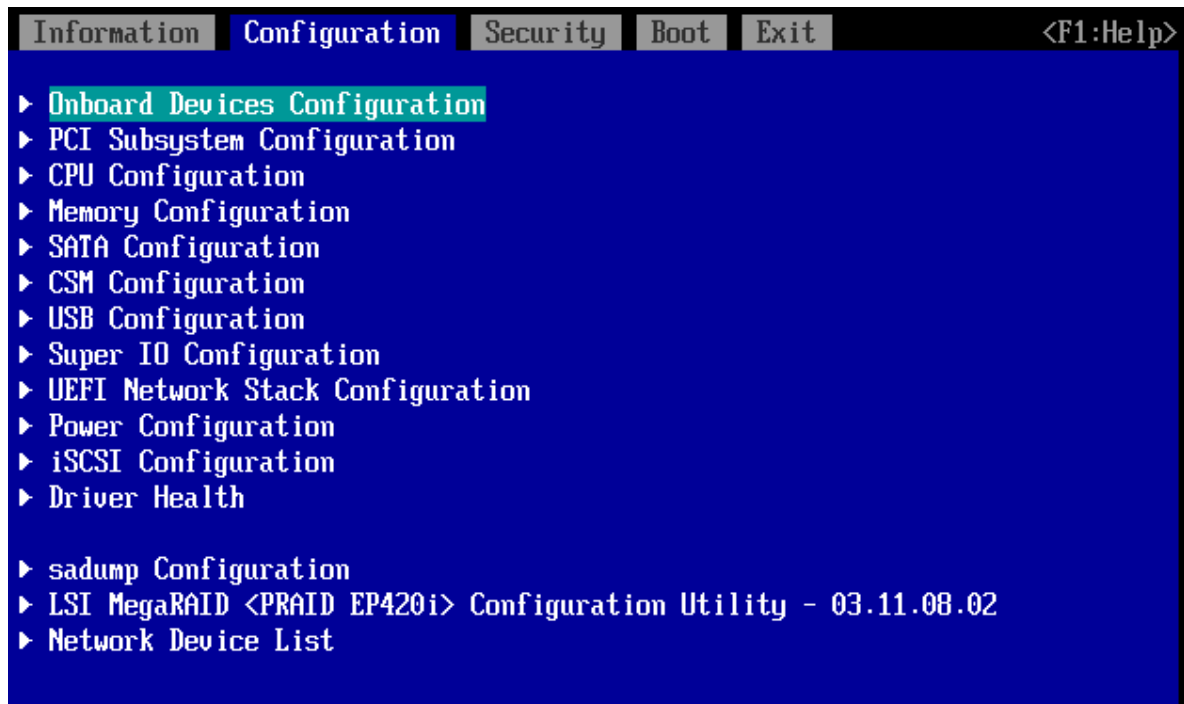 Information Configuration Security Boot Exit <F1:Help>
Onboard Devices Configuration
PCI Subsystem Configuration
CPU Configuration
Memory Configuration
SATA Configuration
CSM Configuration
USB Configuration
Super IO Configuration
UEFI Network Stack Configuration
Power Configuration
iSCSI Configuration
Driver Health
sadump Configuration
LSI MegaRAID <PRAID EP420i> Configuration Utility - 03.11.08.02
Network Device List